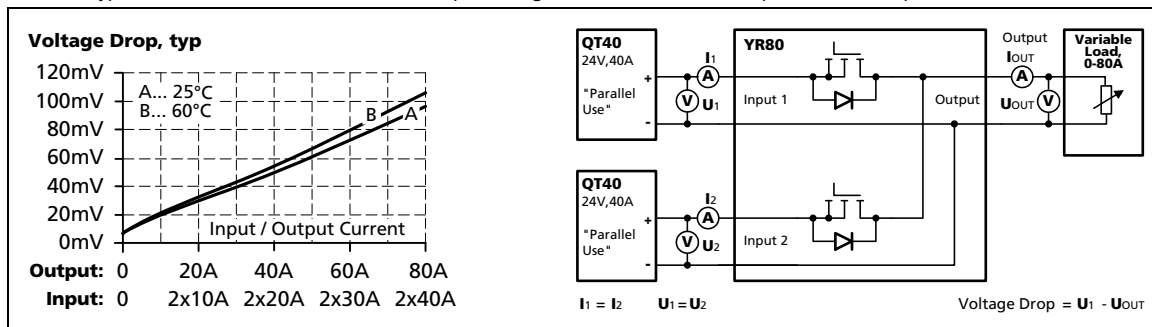 Voltage Drop, typ
120mV
100mV
80mV
60mV
40mV
20mV
0mV
A... 25°C
B... 60°C
B
A
Input / Output Current
Output: 0 20A 40A 60A 80A
Input: 0 2x10A 2x20A 2x30A 2x40A
QT40
24V,40A
"Parallel
Use"
+
-
I1
A
V U1
YR80
Input 1
Output
Output
IOUT
A
UOUT V
Variable
Load,
0-80A
QT40
24V,40A
"Parallel
Use"
+
-
I2
A
V U2
Input 2
I1 = I2 U1 = U2
Voltage Drop = U1 - UOUT